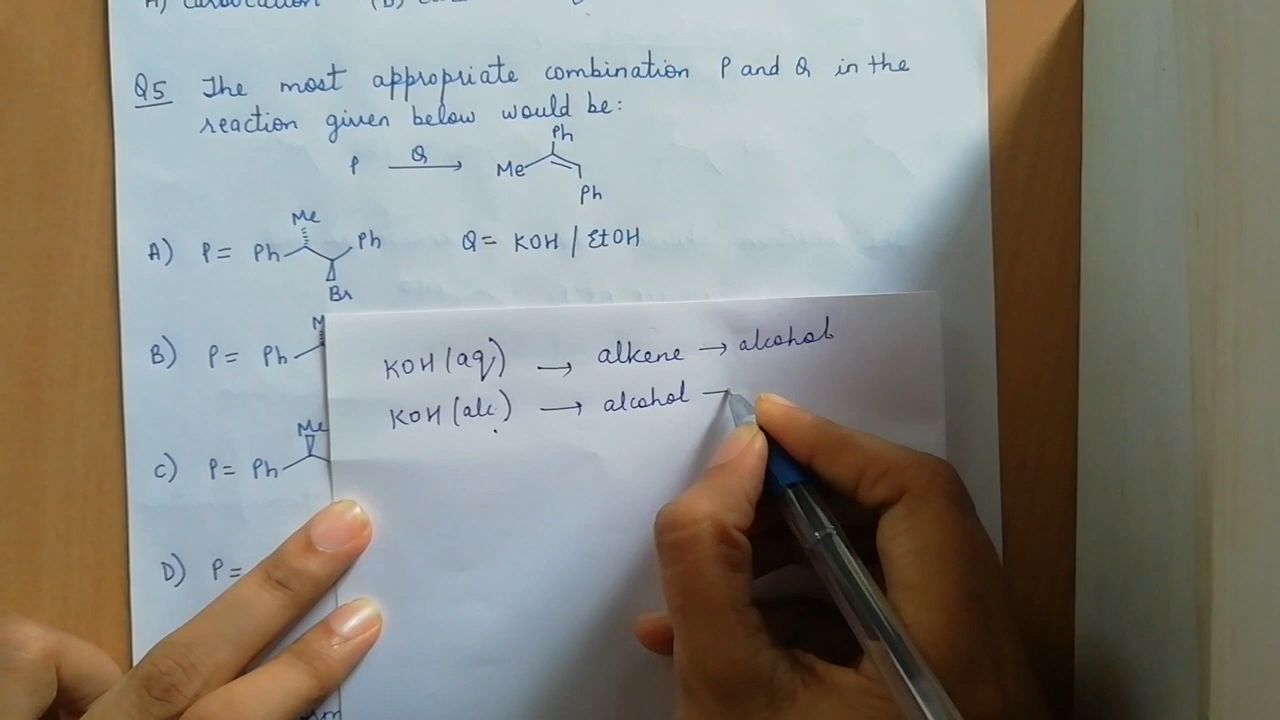 Q5 The most appropriate combination P and Q in the
reaction given below would be:
P Q → Me Ph Ph
A) P= Ph Me Ph Br Q= KOH / EtOH
B) P= Ph
C) P= Ph Me
D) P=
KOH (aq) → alkene → alcohol
KOH (alc.) → alcohol →